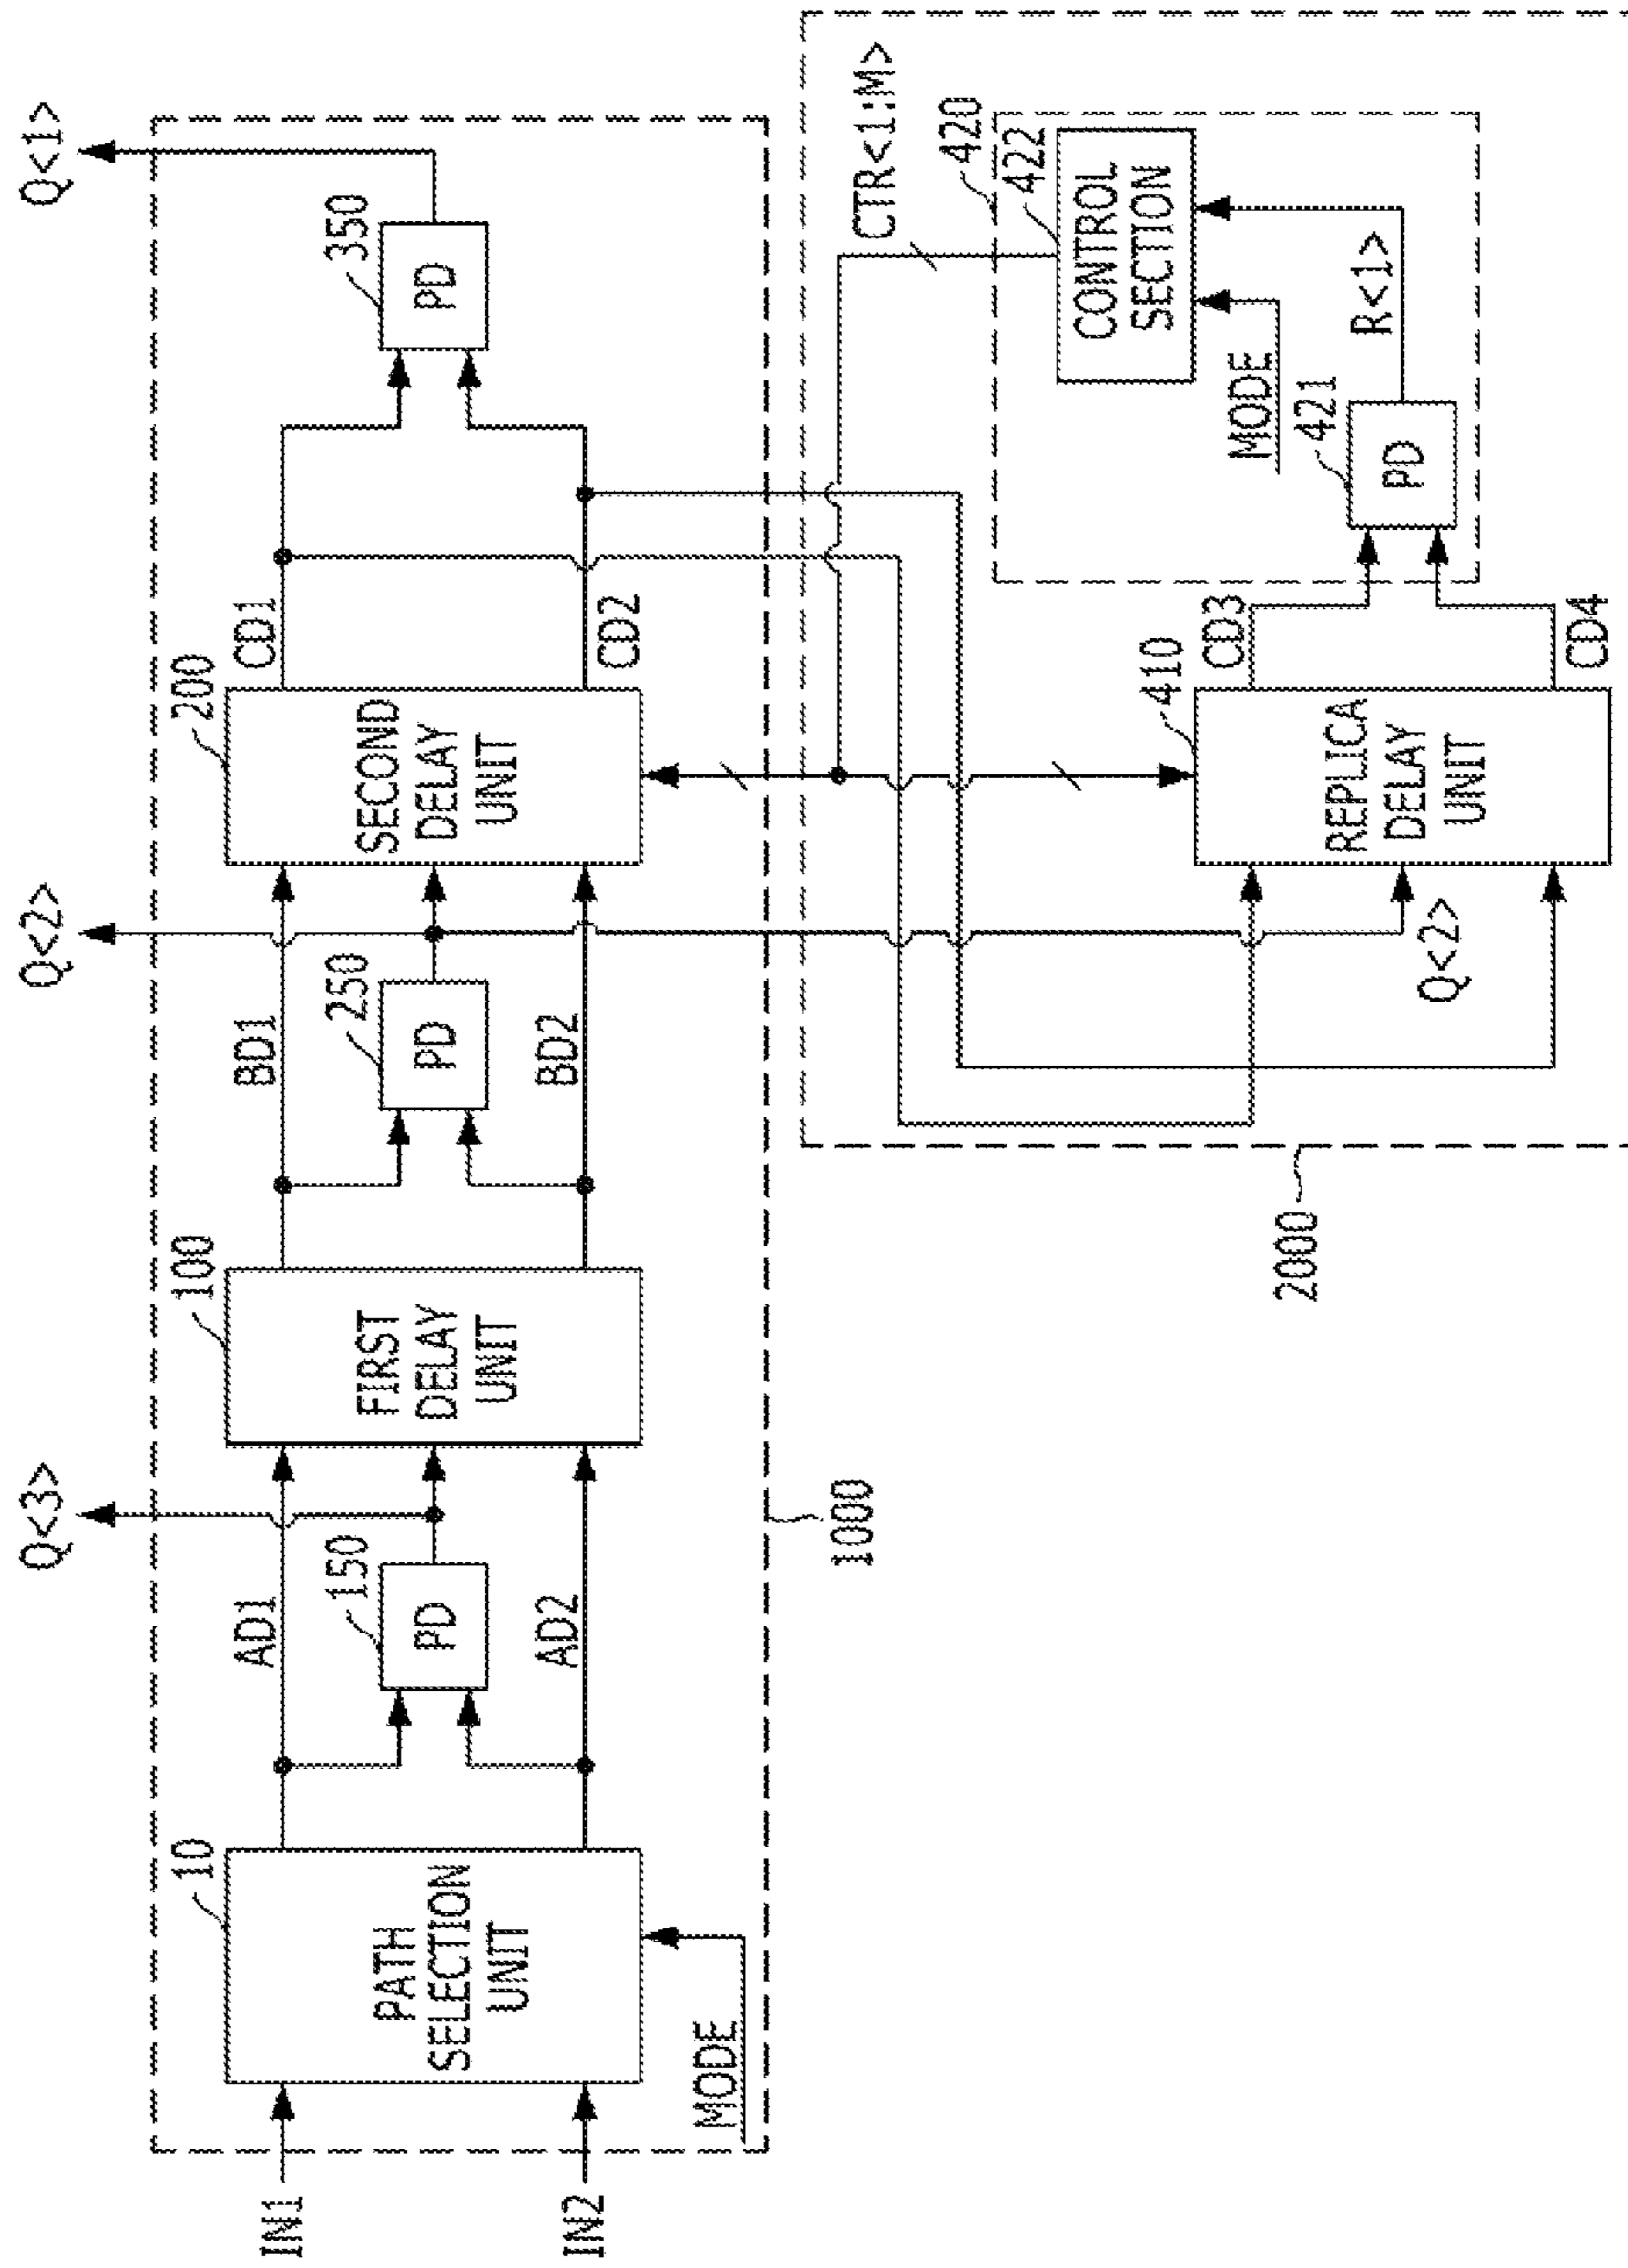 Q<3>
Q<2>
Q<1>
10
PATH
SELECTION
UNIT
IN1
IN2
MODE
AD1
AD2
150
PD
100
FIRST
DELAY
UNIT
BD1
BD2
250
PD
200
SECOND
DELAY
UNIT
CD1
CD2
350
PD
1000
CTR<1:M>
420
422
CONTROL
SECTION
MODE
421
PD
R<1>
410
REPLICA
DELAY
UNIT
CD3
CD4
Q<2>
2000